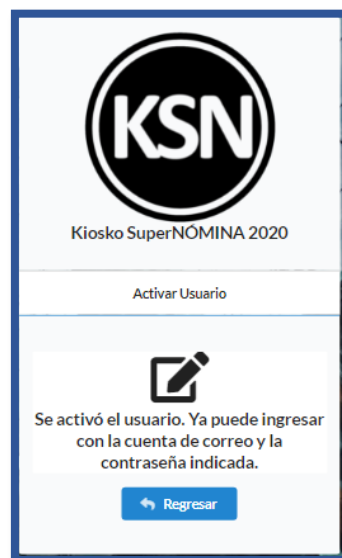 KSN
Kiosko SuperNÓMINA 2020
Activar Usuario
Se activó el usuario. Ya puede ingresar
con la cuenta de correo y la
contraseña indicada.
Regresar